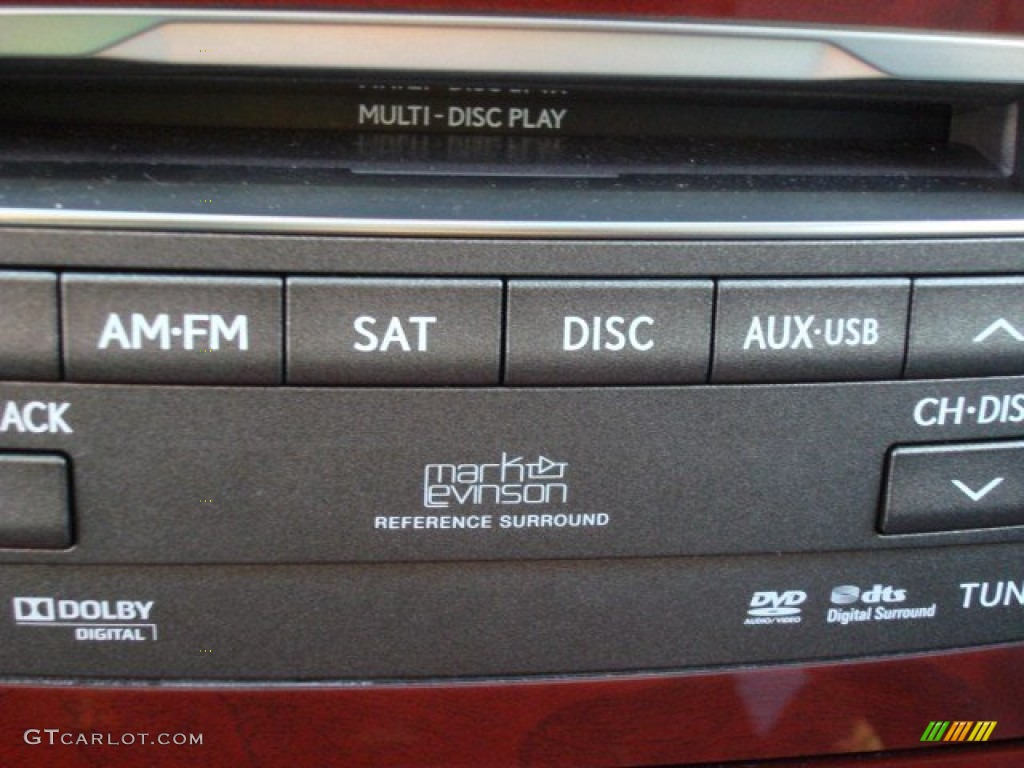 MULTI-DISC PLAY
AM·FM SAT DISC AUX·USB
ACK CH·DIS
mark levinson
REFERENCE SURROUND
DOLBY DIGITAL
DVD AUDIO/VIDEO
dts Digital Surround
TUN
GTCARLOT.COM